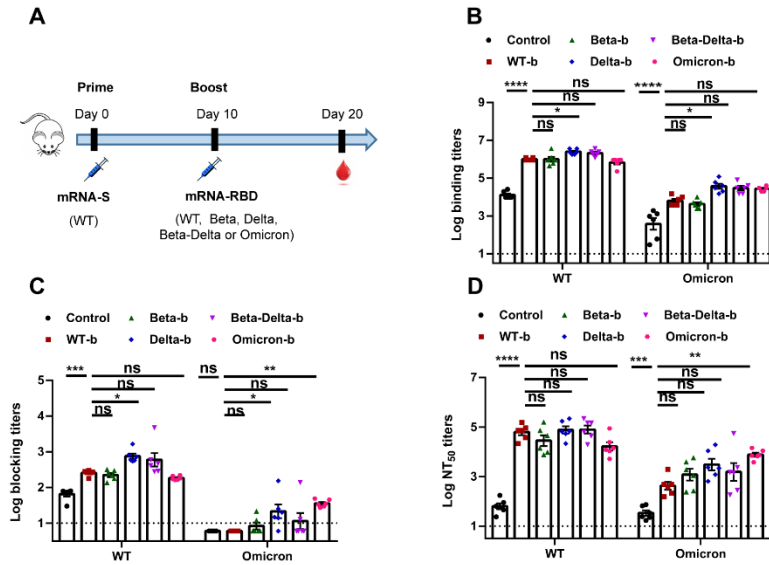 A
Prime
Boost
Day 0
Day 10
Day 20
mRNA-S
(WT)
mRNA-RBD
(WT, Beta, Delta,
Beta-Delta or Omicron)
B
Control
Beta-b
Beta-Delta-b
WT-b
Delta-b
Omicron-b
Log binding titers
9
7
5
3
1
ns
ns
*
ns
****
ns
ns
*
ns
****
WT
Omicron
C
Control
Beta-b
Beta-Delta-b
WT-b
Delta-b
Omicron-b
Log blocking titers
5
4
3
2
1
***
ns
ns
*
ns
ns
**
ns
*
ns
WT
Omicron
D
Control
Beta-b
Beta-Delta-b
WT-b
Delta-b
Omicron-b
Log NT50 titers
7
5
3
1
****
ns
ns
ns
ns
***
**
ns
ns
ns
WT
Omicron